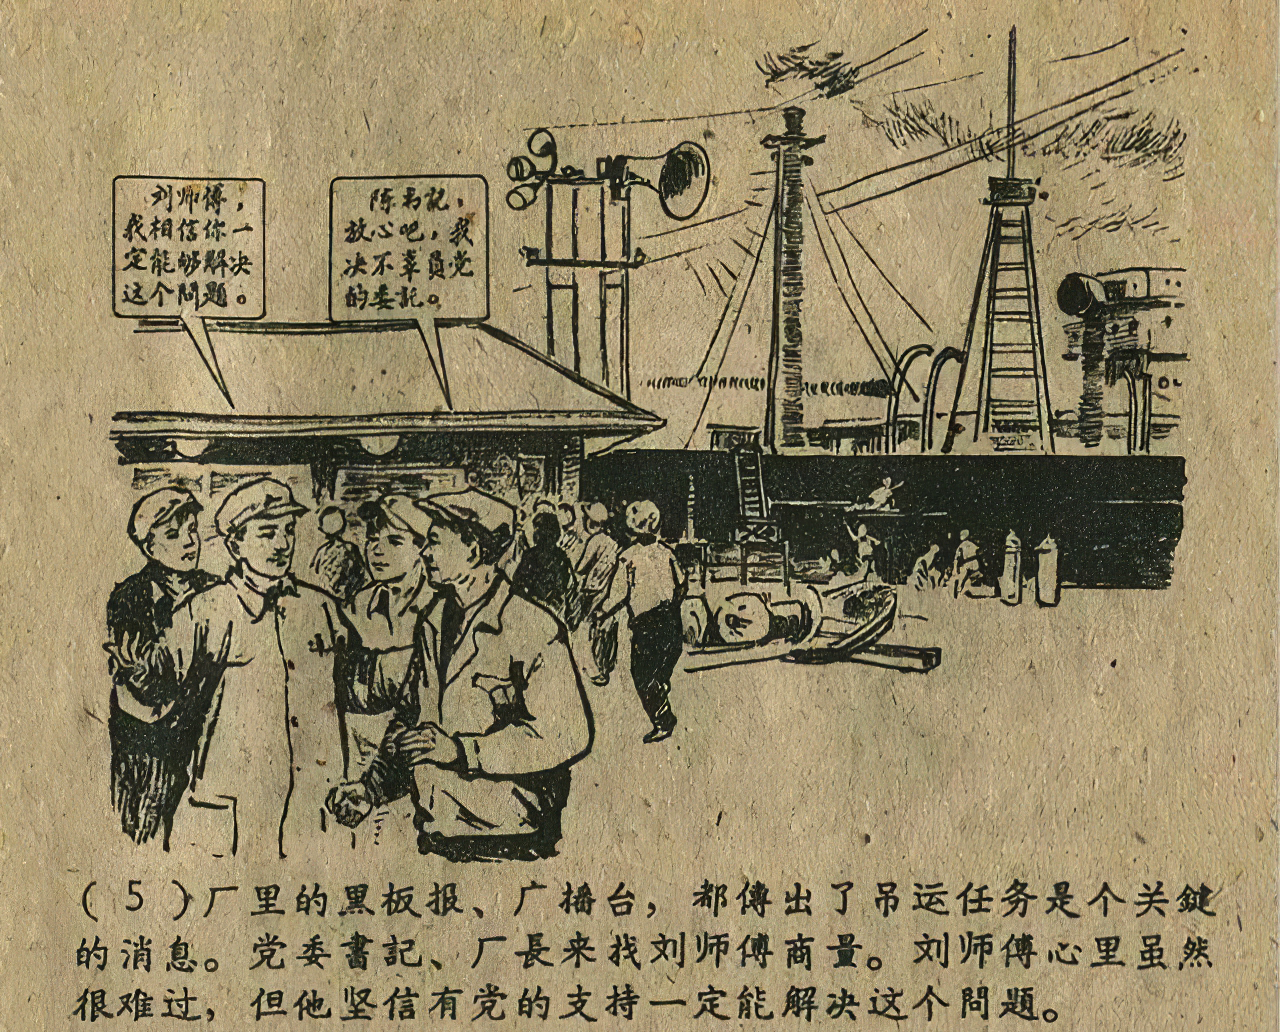 刘师傅，
我相信你一
定能够解决
这个問题。
陈书記，
放心吧，我
决不辜負党
的委託。
(5)厂里的黑板报、广播台，都傳出了吊运任务是个关鍵
的消息。党委書記、厂長来找刘师傅商量。刘师傅心里虽然
很难过，但他坚信有党的支持一定能解决这个問題。